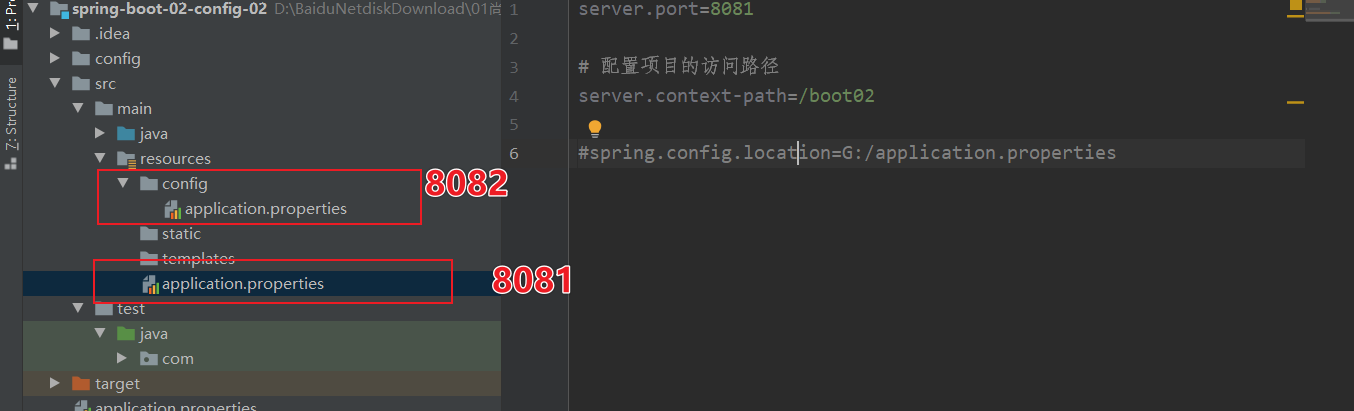 spring-boot-02-config-02 D:\BaiduNetdiskDownload\01尚
.idea
config
src
main
java
resources
config
application.properties
static
templates
application.properties
test
java
com
target
application.properties
Z: Structure
8082
8081
1 server.port=8081
2
3 # 配置项目的访问路径
4 server.context-path=/boot02
5
6 #spring.config.location=G:/application.properties